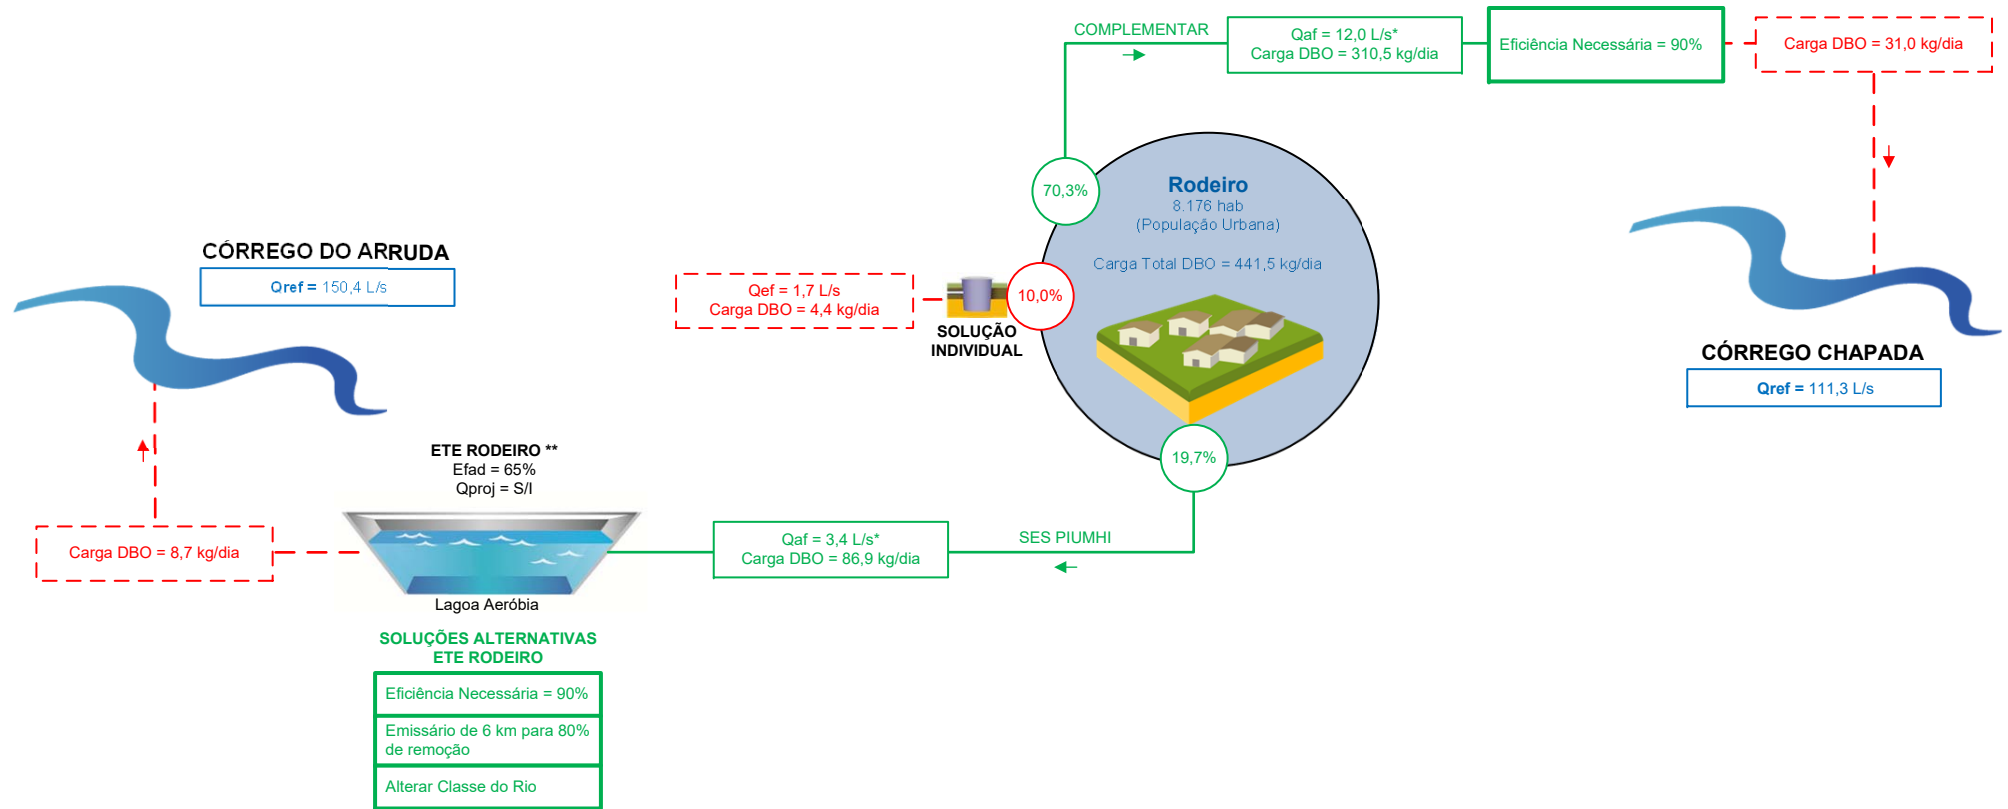 COMPLEMENTAR
Qaf = 12,0 L/s*
Carga DBO = 310,5 kg/dia
Eficiência Necessária = 90%
Carga DBO = 31,0 kg/dia
70,3%
Rodeiro
8.176 hab
(População Urbana)
Carga Total DBO = 441,5 kg/dia
CÓRREGO DO ARRUDA
Qref = 150,4 L/s
Qef = 1,7 L/s
Carga DBO = 4,4 kg/dia
10,0%
SOLUÇÃO
INDIVIDUAL
CÓRREGO CHAPADA
Qref = 111,3 L/s
19,7%
ETE RODEIRO **
Efad = 65%
Qproj = S/I
Carga DBO = 8,7 kg/dia
Qaf = 3,4 L/s*
Carga DBO = 86,9 kg/dia
SES PIUMHI
Lagoa Aeróbia
SOLUÇÕES ALTERNATIVAS
ETE RODEIRO
Eficiência Necessária = 90%
Emissário de 6 km para 80%
de remoção
Alterar Classe do Rio